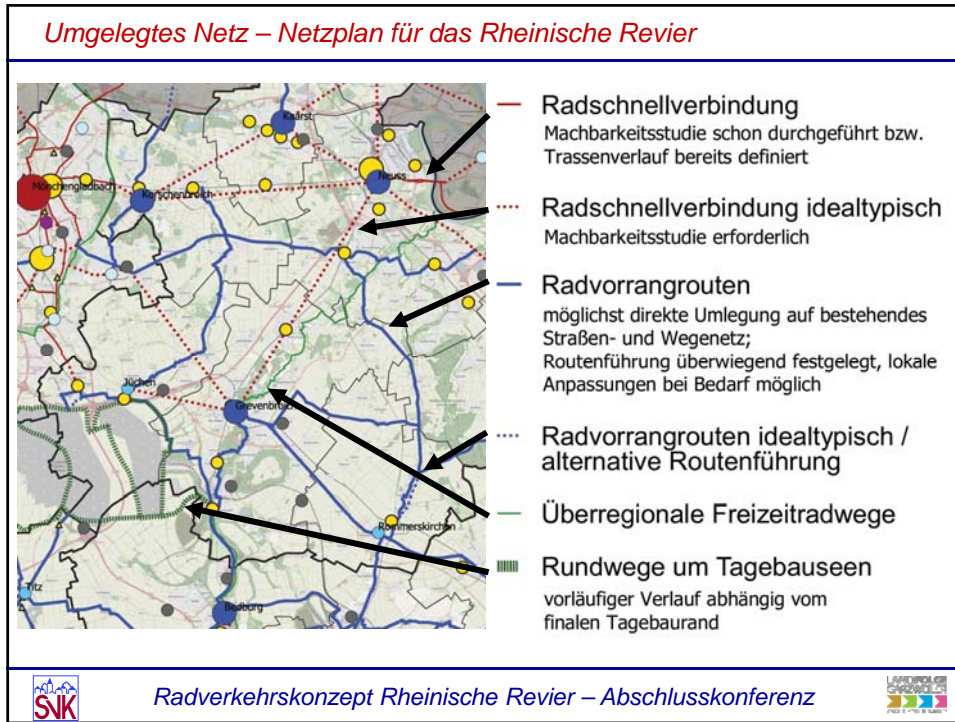 Umgelegtes Netz – Netzplan für das Rheinische Revier
Kaarst
Neuss
Mönchengladbach
Korschenbroich
Jüchen
Grevenbroich
Rommerskirchen
Titz
Bedburg
Radschnellverbindung
Machbarkeitsstudie schon durchgeführt bzw.
Trassenverlauf bereits definiert
Radschnellverbindung idealtypisch
Machbarkeitsstudie erforderlich
Radvorrangrouten
möglichst direkte Umlegung auf bestehendes
Straßen- und Wegenetz;
Routenführung überwiegend festgelegt, lokale
Anpassungen bei Bedarf möglich
Radvorrangrouten idealtypisch /
alternative Routenführung
Überregionale Freizeitradwege
Rundwege um Tagebauseen
vorläufiger Verlauf abhängig vom
finalen Tagebaurand
SVK
Radverkehrskonzept Rheinische Revier – Abschlusskonferenz
LANDFOLGE
GARZWEILER